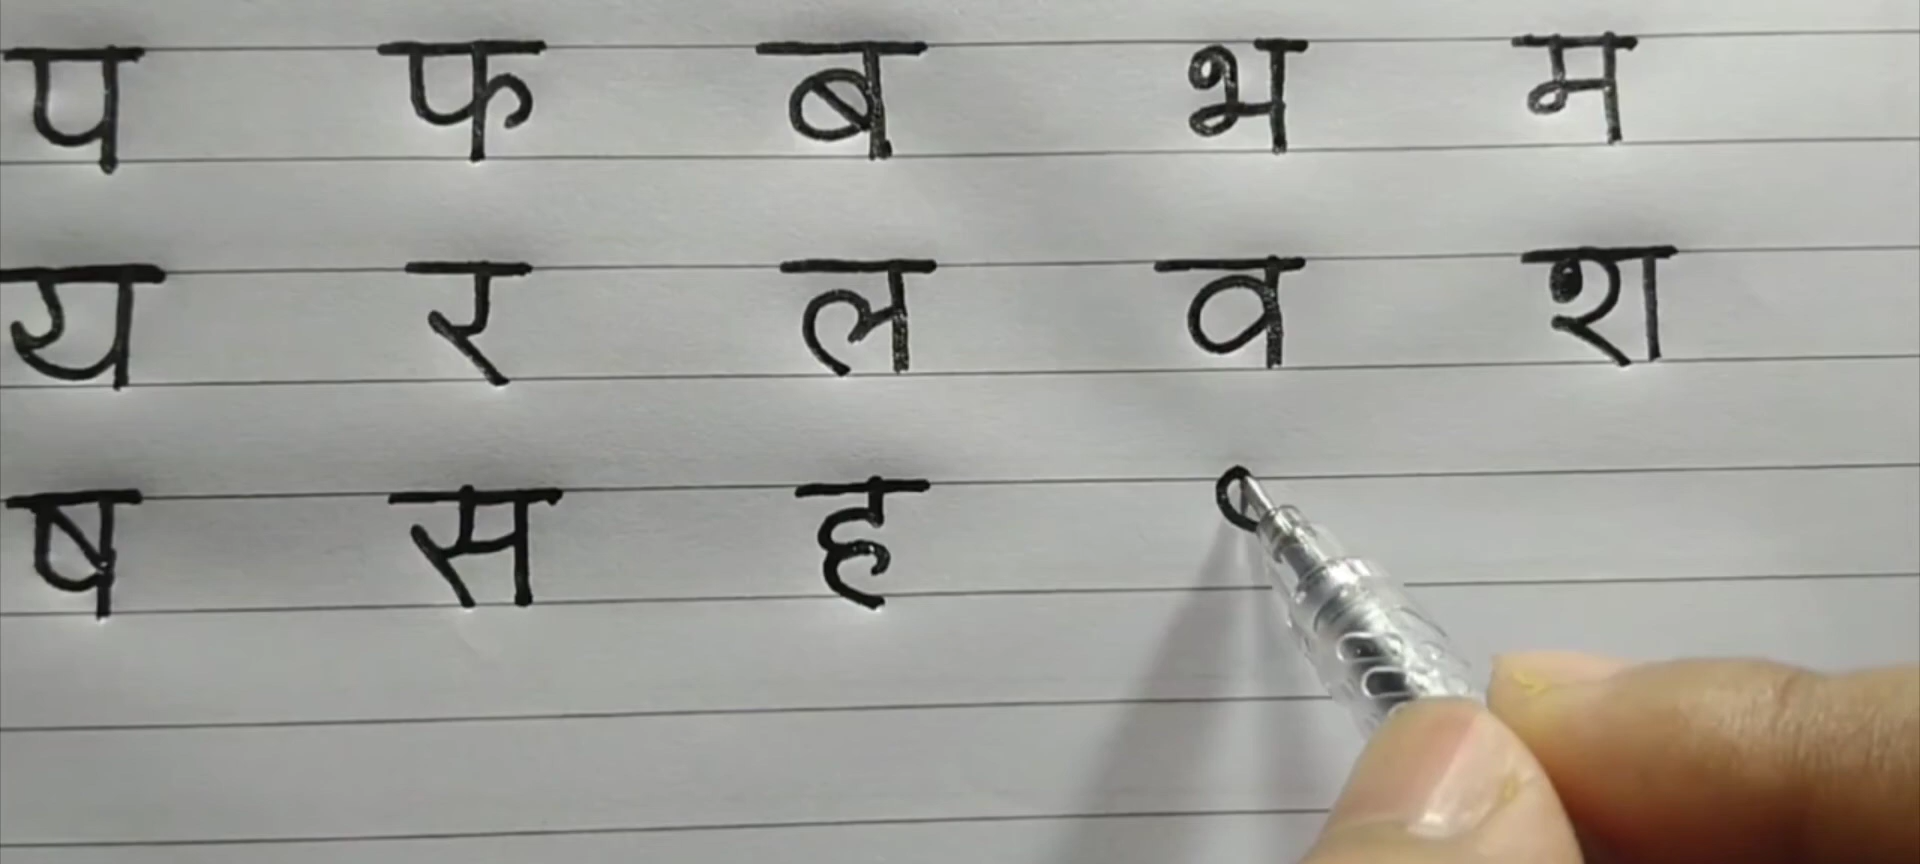 प फ ब भ म
य र ल व श
ष स ह